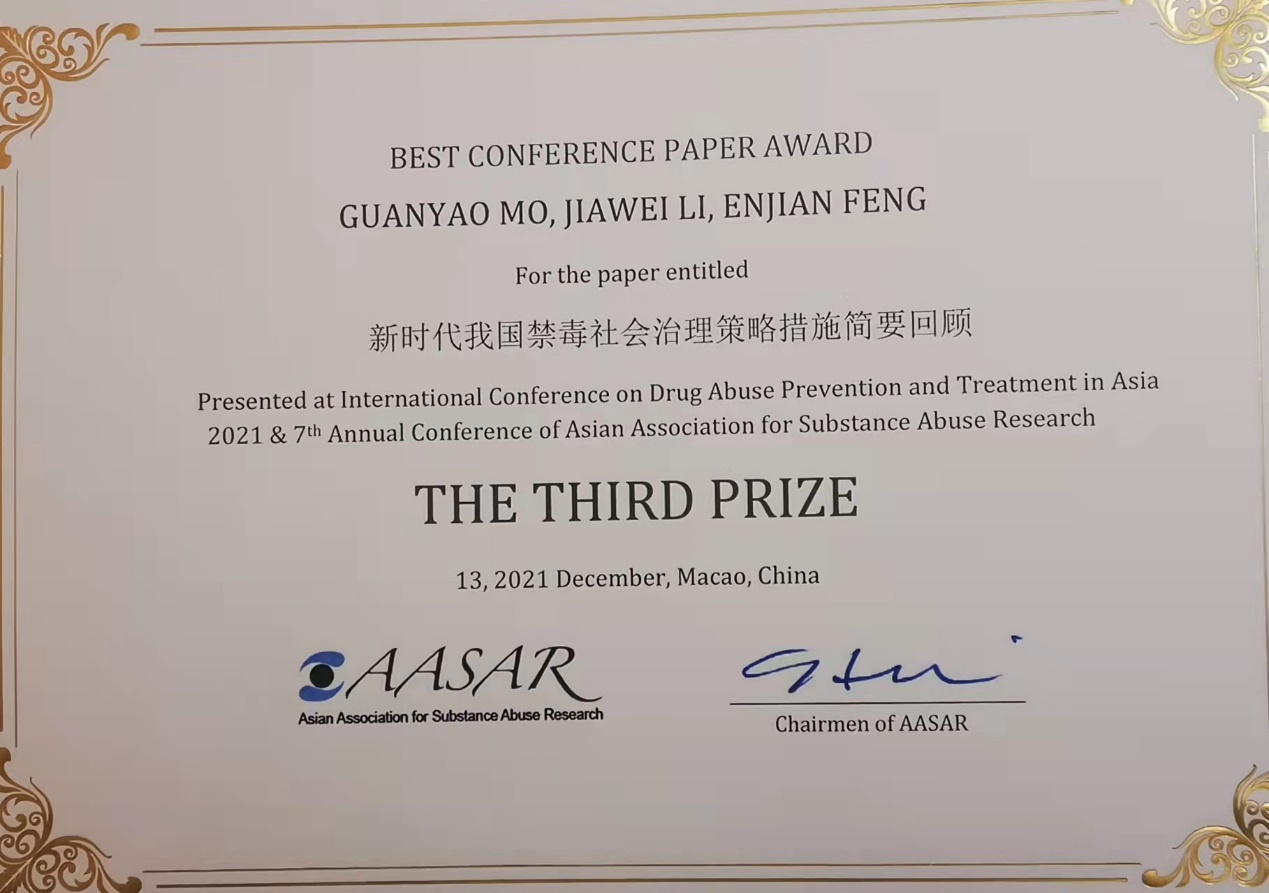 BEST CONFERENCE PAPER AWARD
GUANYAO MO, JIAWEI LI, ENJIAN FENG
For the paper entitled
新时代我国禁毒社会治理策略措施简要回顾
Presented at International Conference on Drug Abuse Prevention and Treatment in Asia
2021 & 7th Annual Conference of Asian Association for Substance Abuse Research
THE THIRD PRIZE
13, 2021 December, Macao, China
AASAR
Asian Association for Substance Abuse Research
Chairmen of AASAR